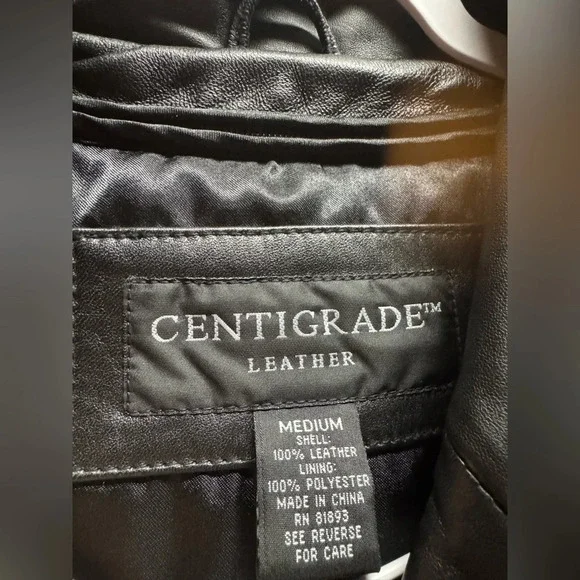 CENTIGRADE™
LEATHER
MEDIUM
SHELL:
100% LEATHER
LINING:
100% POLYESTER
MADE IN CHINA
RN 81893
SEE REVERSE
FOR CARE